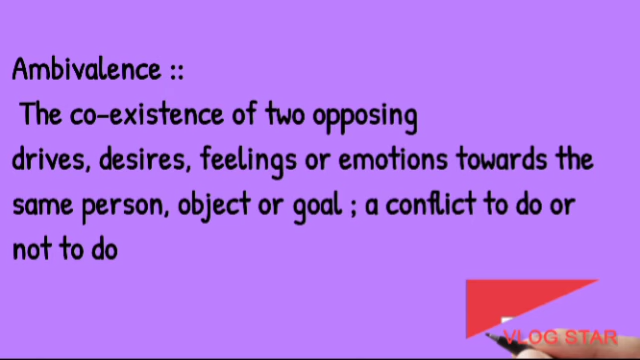 Ambivalence ::
The co-existence of two opposing
drives, desires, feelings or emotions towards the
same person, object or goal ; a conflict to do or
not to do
VLOG STAR